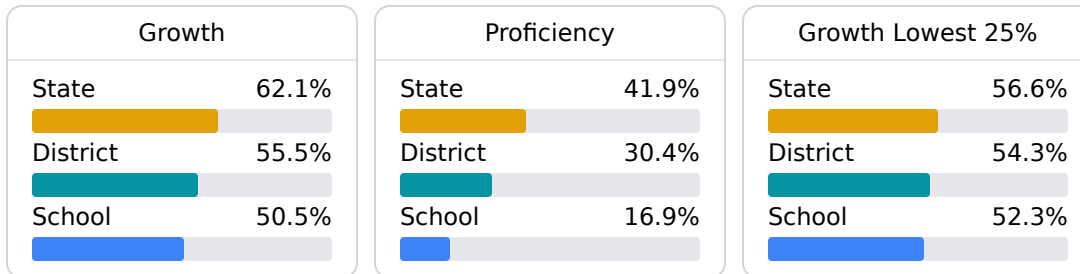 Growth
State 62.1%
District 55.5%
School 50.5%
Proficiency
State 41.9%
District 30.4%
School 16.9%
Growth Lowest 25%
State 56.6%
District 54.3%
School 52.3%